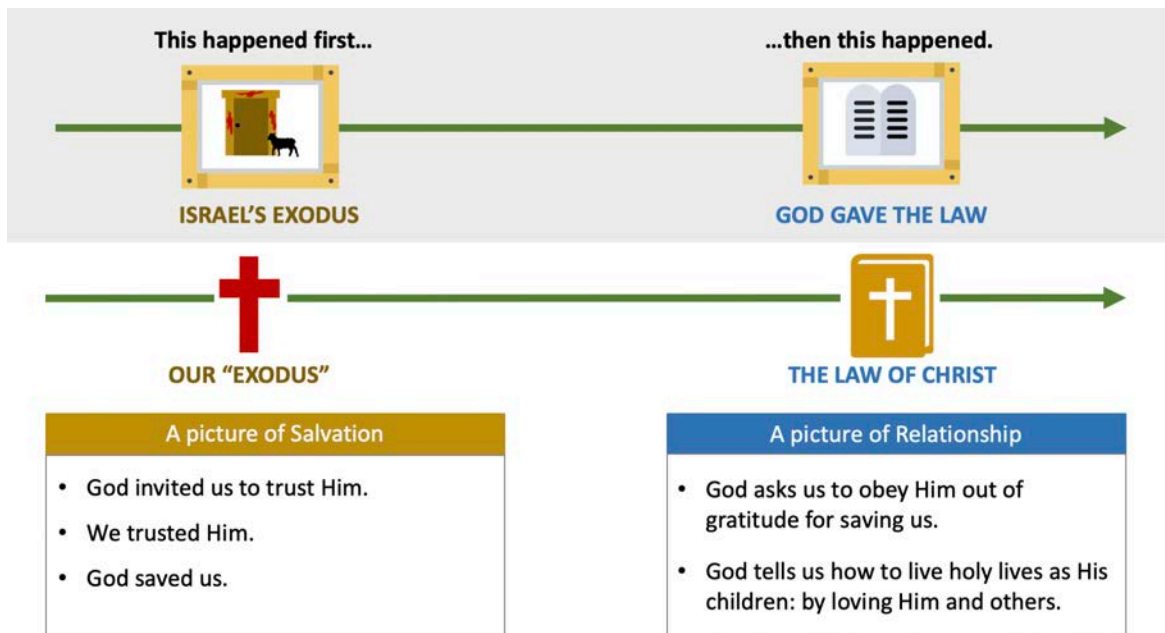 This happened first...
...then this happened.
ISRAEL'S EXODUS
GOD GAVE THE LAW
OUR “EXODUS”
THE LAW OF CHRIST
A picture of Salvation
• God invited us to trust Him.
• We trusted Him.
• God saved us.
A picture of Relationship
• God asks us to obey Him out of
gratitude for saving us.
• God tells us how to live holy lives as His
children: by loving Him and others.